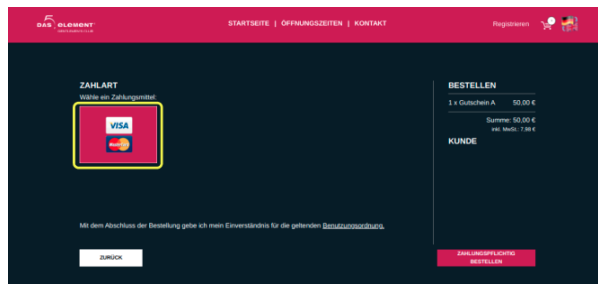 DAS ELEMENT
STARTSEITE | ÖFFNUNGSZEITEN | KONTAKT
Registrieren
0
ZAHLART
Wähle ein Zahlungsmittel:
VISA
MasterCard
Mit dem Abschluss der Bestellung gebe ich mein Einverständnis für die geltenden Benutzungsordnung.
ZURÜCK
BESTELLEN
1 x Gutschein A 50,00 €
Summe: 50,00 €
inkl. MwSt.: 7,98 €
KUNDE
ZAHLUNGSPFLICHTIG
BESTELLEN